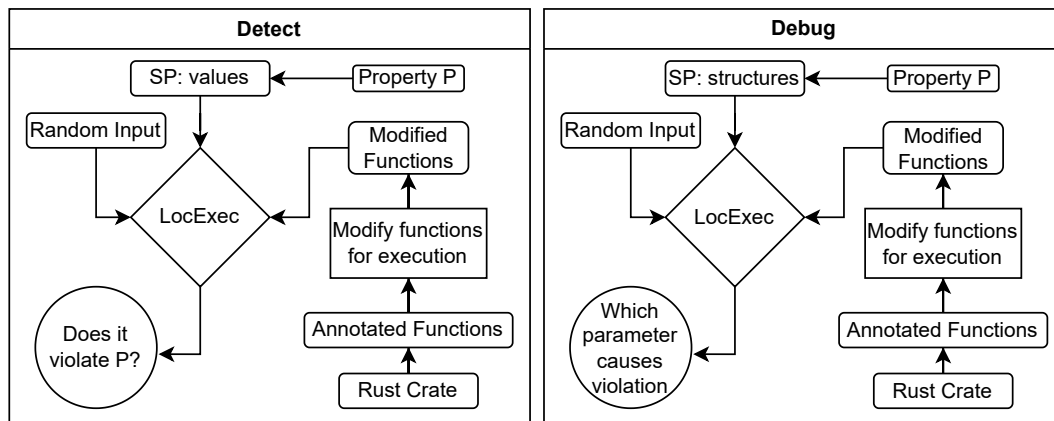 Detect
SP: values
Property P
Random Input
Modified
Functions
LocExec
Modify functions
for execution
Does it
violate P?
Annotated Functions
Rust Crate
Debug
SP: structures
Property P
Random Input
Modified
Functions
LocExec
Modify functions
for execution
Which
parameter
causes
violation
Annotated Functions
Rust Crate